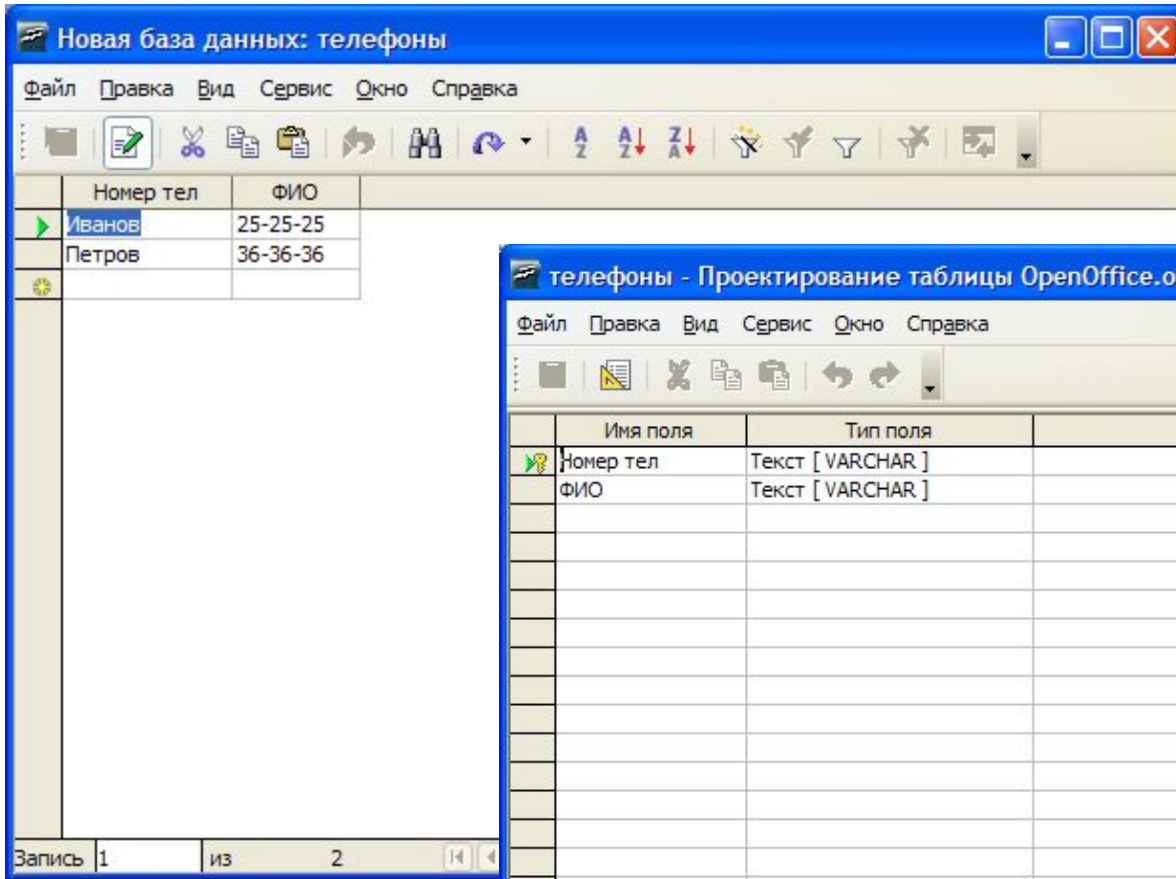 Новая база данных: телефоны
Файл Правка Вид Сервис Окно Справка
Номер тел ФИО
Иванов 25-25-25
Петров 36-36-36
Запись 1 из 2
телефоны - Проектирование таблицы OpenOffice.o
Файл Правка Вид Сервис Окно Справка
Имя поля Тип поля
Номер тел Текст [ VARCHAR ]
ФИО Текст [ VARCHAR ]